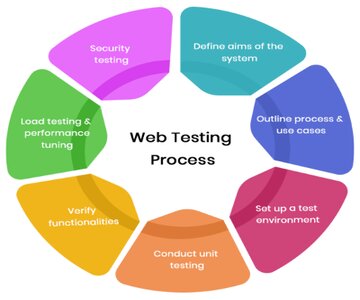 Web Testing
Process
Define aims of the
system
Outline process &
use cases
Set up a test
environment
Conduct unit
testing
Verify
functionalities
Load testing &
performance
tuning
Security
testing